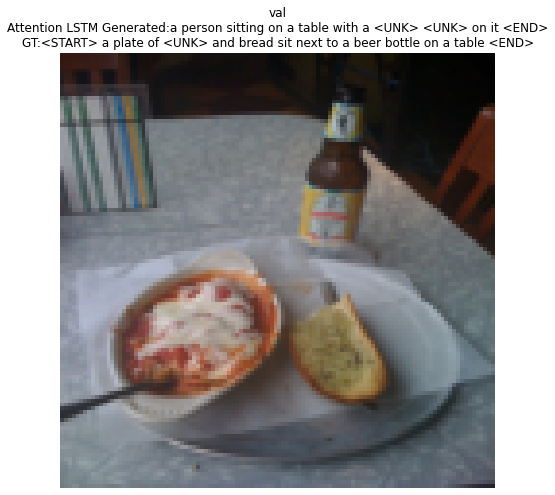 val
Attention LSTM Generated:a person sitting on a table with a <UNK> <UNK> on it <END>
GT:<START> a plate of <UNK> and bread sit next to a beer bottle on a table <END>